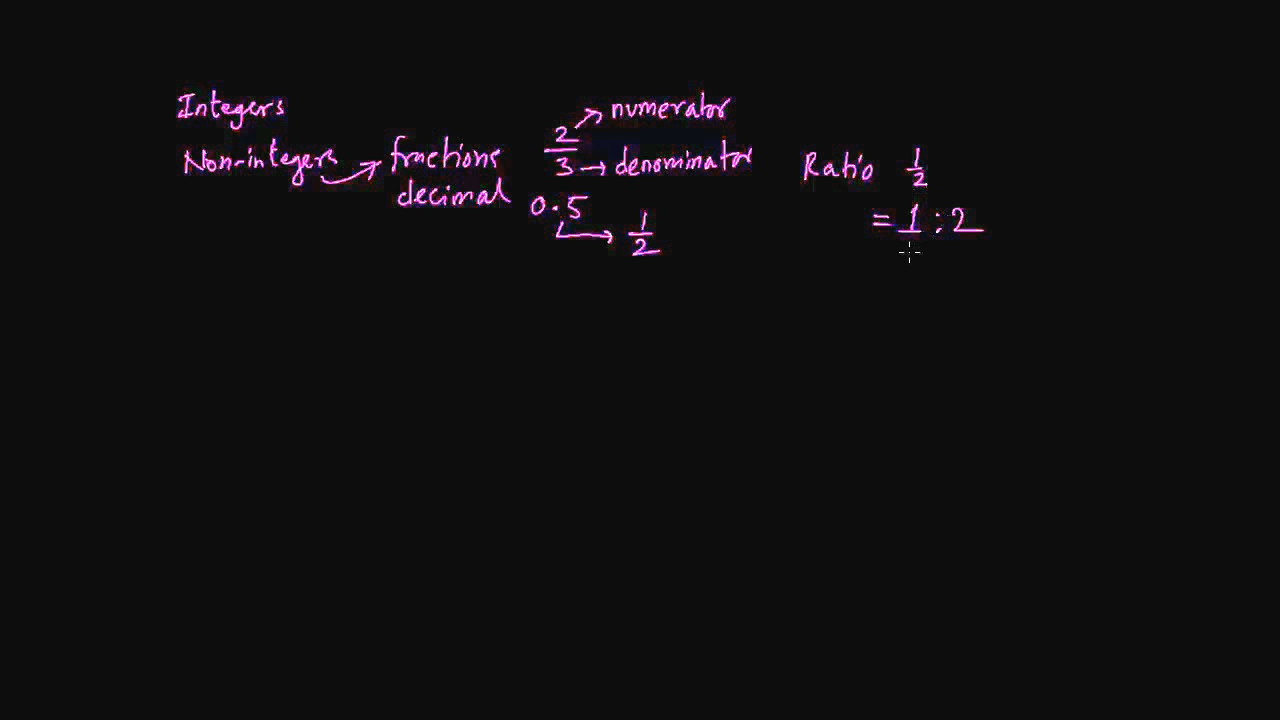 Integers
Non-integers → fractions
decimal
2/3
→ numerator
→ denominator
0.5 → 1/2
Ratio 1/2
= 1 : 2